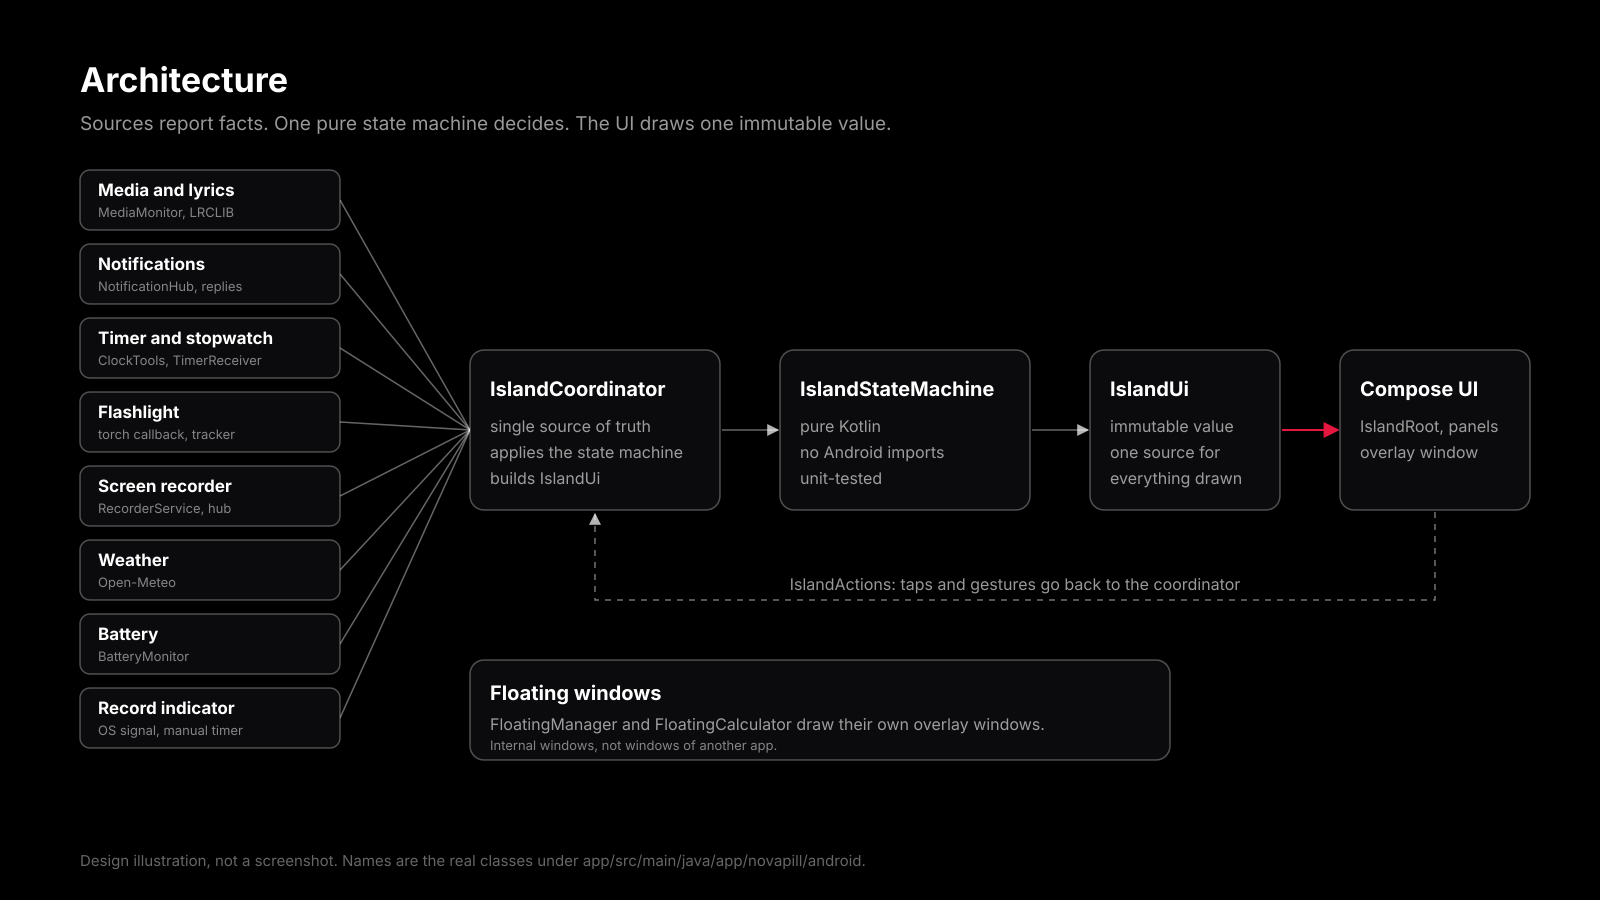 Architecture
Sources report facts. One pure state machine decides. The UI draws one immutable value.
Media and lyrics
MediaMonitor, LRCLIB
Notifications
NotificationHub, replies
Timer and stopwatch
ClockTools, TimerReceiver
Flashlight
torch callback, tracker
Screen recorder
RecorderService, hub
Weather
Open-Meteo
Battery
BatteryMonitor
Record indicator
OS signal, manual timer
IslandCoordinator
single source of truth
applies the state machine
builds IslandUi
IslandStateMachine
pure Kotlin
no Android imports
unit-tested
IslandUi
immutable value
one source for
everything drawn
Compose UI
IslandRoot, panels
overlay window
IslandActions: taps and gestures go back to the coordinator
Floating windows
FloatingManager and FloatingCalculator draw their own overlay windows.
Internal windows, not windows of another app.
Design illustration, not a screenshot. Names are the real classes under app/src/main/java/app/novapill/android.